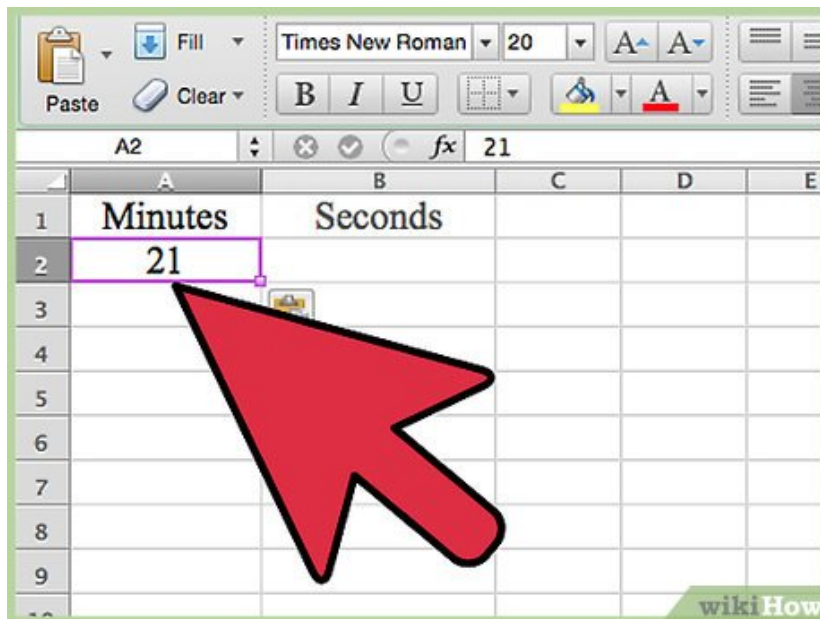 Fill Times New Roman 20 A A
Paste Clear B I U A
A2 fx 21
A B C D E
1 Minutes Seconds
2 21
3
4
5
6
7
8
9
wikiHow